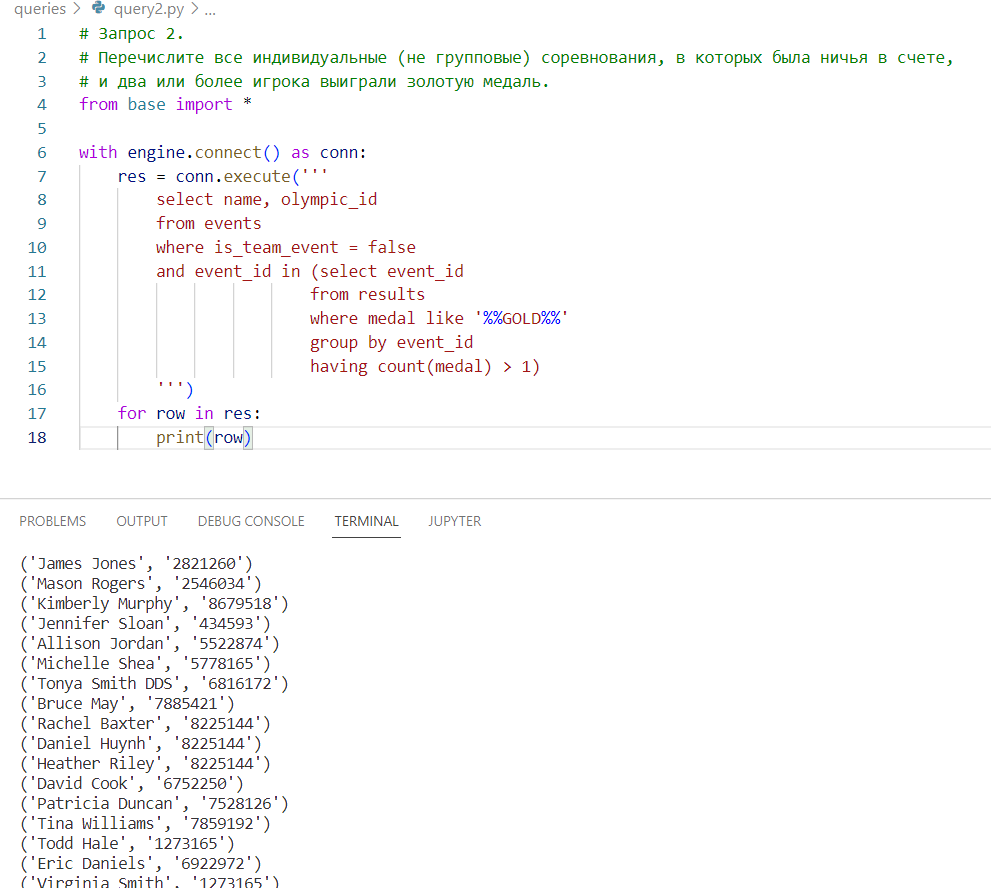 queries > query2.py > ...
1 # Запрос 2.
2 # Перечислите все индивидуальные (не групповые) соревнования, в которых была ничья в счете,
3 # и два или более игрока выиграли золотую медаль.
4 from base import *
5
6 with engine.connect() as conn:
7 res = conn.execute('''
8 select name, olympic_id
9 from events
10 where is_team_event = false
11 and event_id in (select event_id
12 from results
13 where medal like '%%GOLD%%'
14 group by event_id
15 having count(medal) > 1)
16 ''')
17 for row in res:
18 print(row)
PROBLEMS OUTPUT DEBUG CONSOLE TERMINAL JUPYTER
('James Jones', '2821260')
('Mason Rogers', '2546034')
('Kimberly Murphy', '8679518')
('Jennifer Sloan', '434593')
('Allison Jordan', '5522874')
('Michelle Shea', '5778165')
('Tonya Smith DDS', '6816172')
('Bruce May', '7885421')
('Rachel Baxter', '8225144')
('Daniel Huynh', '8225144')
('Heather Riley', '8225144')
('David Cook', '6752250')
('Patricia Duncan', '7528126')
('Tina Williams', '7859192')
('Todd Hale', '1273165')
('Eric Daniels', '6922972')
('Virginia Smith', '1273165')